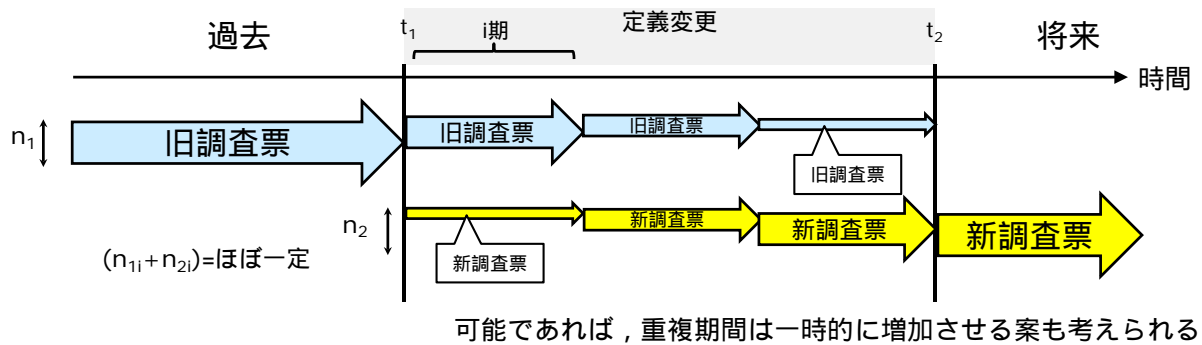 定義変更
過去
t₁
i期
t₂
将来
時間
n₁
旧調査票
旧調査票
旧調査票
旧調査票
n₂
新調査票
新調査票
新調査票
新調査票
(n₁ᵢ+n₂ᵢ)=ほぼ一定
可能であれば，重複期間は一時的に増加させる案も考えられる